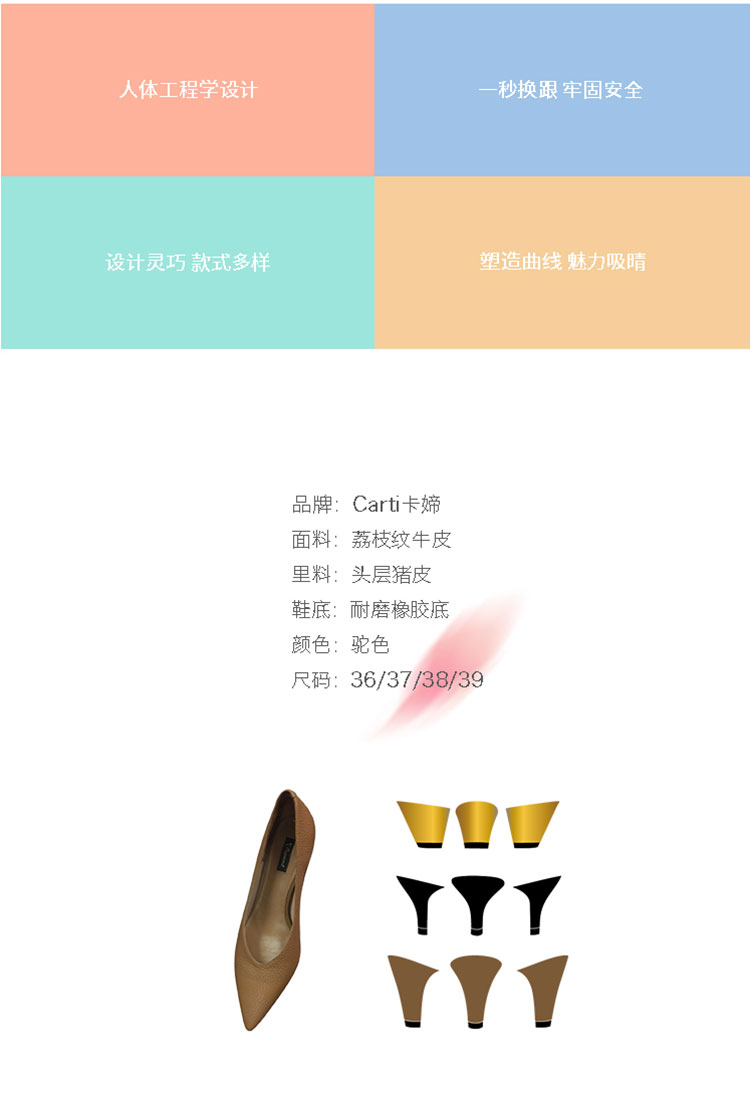 人体工程学设计
一秒换跟 牢固安全
设计灵巧 款式多样
塑造曲线 魅力吸睛
品牌：Carti卡婶
面料：荔枝纹牛皮
里料：头层猪皮
鞋底：耐磨橡胶底
颜色：驼色
尺码：36/37/38/39